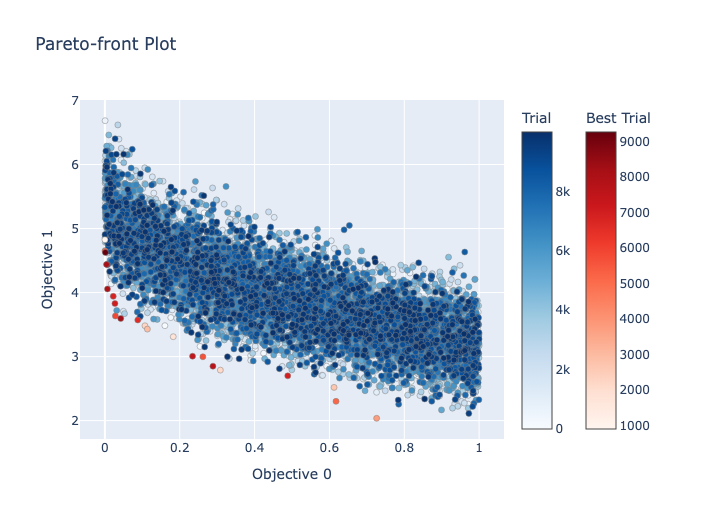 Pareto-front Plot
Trial
Best Trial
7
6
5
4
3
2
Objective 1
0
0.2
0.4
0.6
0.8
1
Objective 0
8k
6k
4k
2k
0
9000
8000
7000
6000
5000
4000
3000
2000
1000